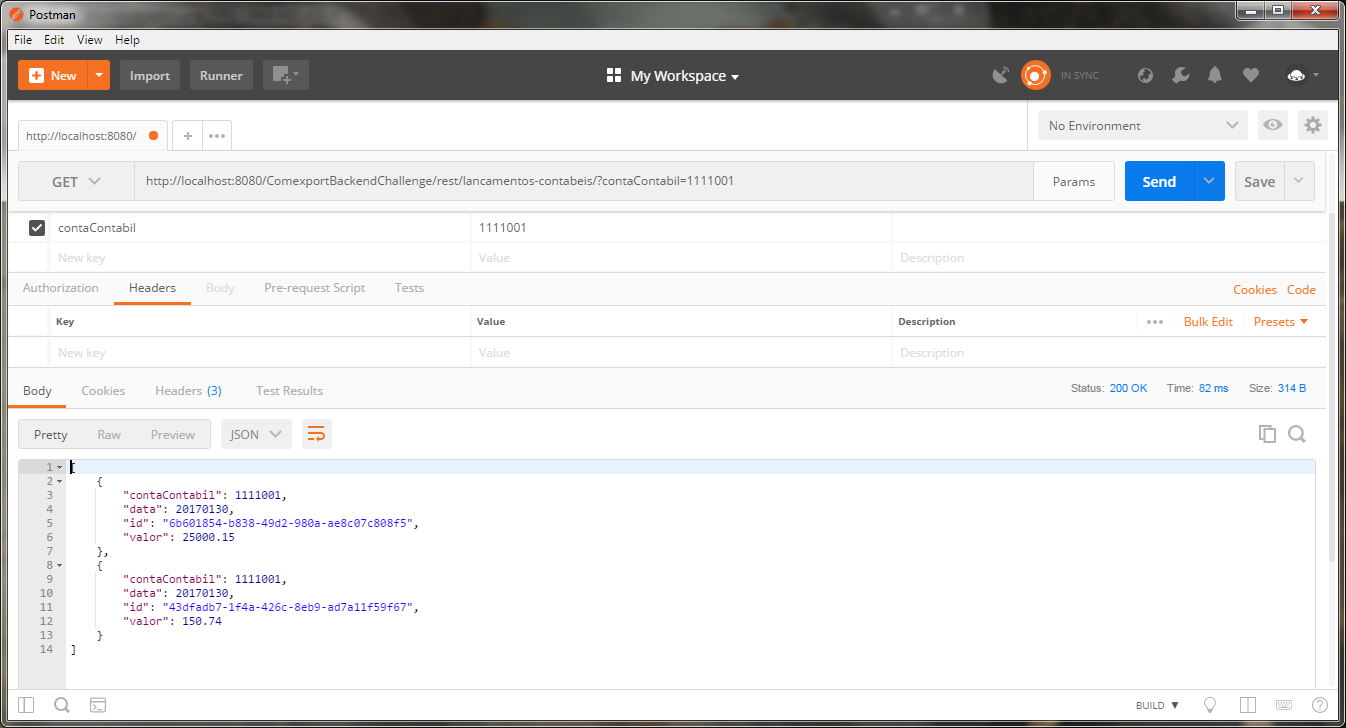 Postman
File Edit View Help
New Import Runner My Workspace IN SYNC
http://localhost:8080/ + ••• No Environment
GET http://localhost:8080/ComexportBackendChallenge/rest/lancamentos-contabeis/?contaContabil=1111001 Params Send Save
contaContabil 1111001
New key Value Description
Authorization Headers Body Pre-request Script Tests Cookies Code
Key Value Description ••• Bulk Edit Presets
New key Value Description
Body Cookies Headers (3) Test Results Status: 200 OK Time: 82 ms Size: 314 B
Pretty Raw Preview JSON
1 [
2 {
3 "contaContabil": 1111001,
4 "data": 20170130,
5 "id": "6b601854-b838-49d2-980a-ae8c07c808f5",
6 "valor": 25000.15
7 },
8 {
9 "contaContabil": 1111001,
10 "data": 20170130,
11 "id": "43dfadb7-1f4a-426c-8eb9-ad7a11f59f67",
12 "valor": 150.74
13 }
14 ]
BUILD